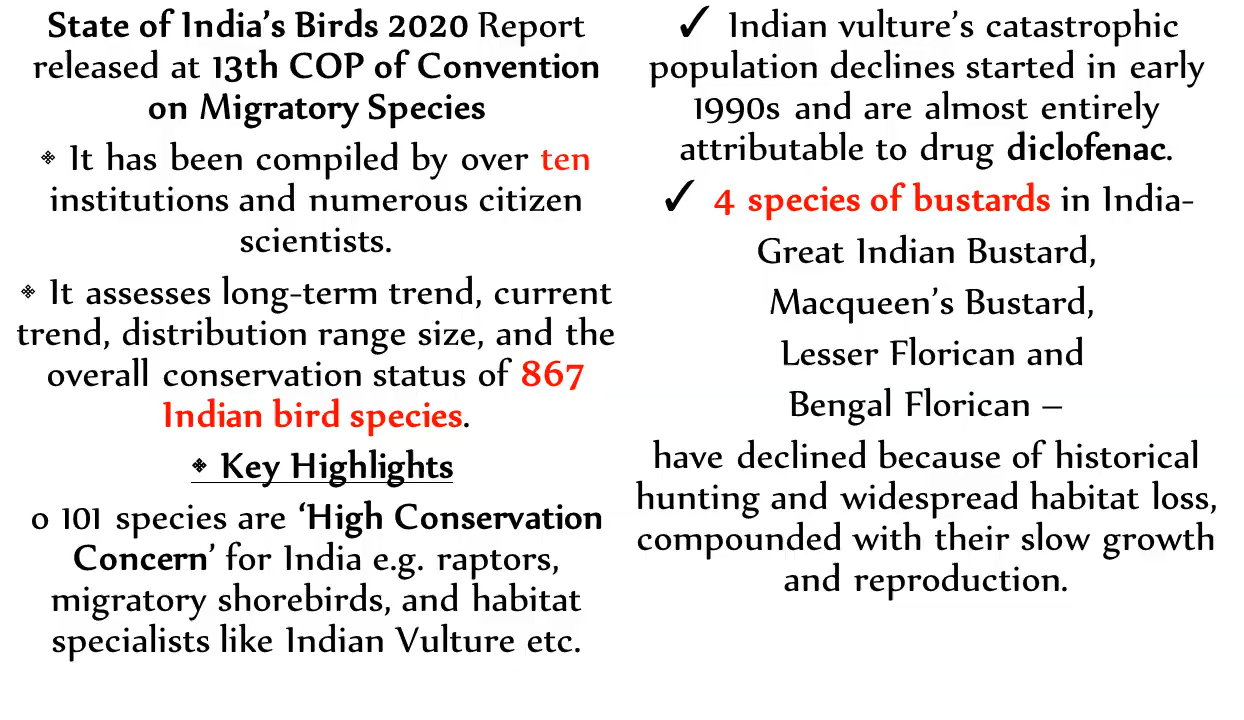 State of India's Birds 2020 Report
released at 13th COP of Convention
on Migratory Species
❖ It has been compiled by over ten
institutions and numerous citizen
scientists.
❖ It assesses long-term trend, current
trend, distribution range size, and the
overall conservation status of 867
Indian bird species.
❖ Key Highlights
o 101 species are ‘High Conservation
Concern’ for India e.g. raptors,
migratory shorebirds, and habitat
specialists like Indian Vulture etc.
✓ Indian vulture’s catastrophic
population declines started in early
1990s and are almost entirely
attributable to drug diclofenac.
✓ 4 species of bustards in India-
Great Indian Bustard,
Macqueen’s Bustard,
Lesser Florican and
Bengal Florican –
have declined because of historical
hunting and widespread habitat loss,
compounded with their slow growth
and reproduction.